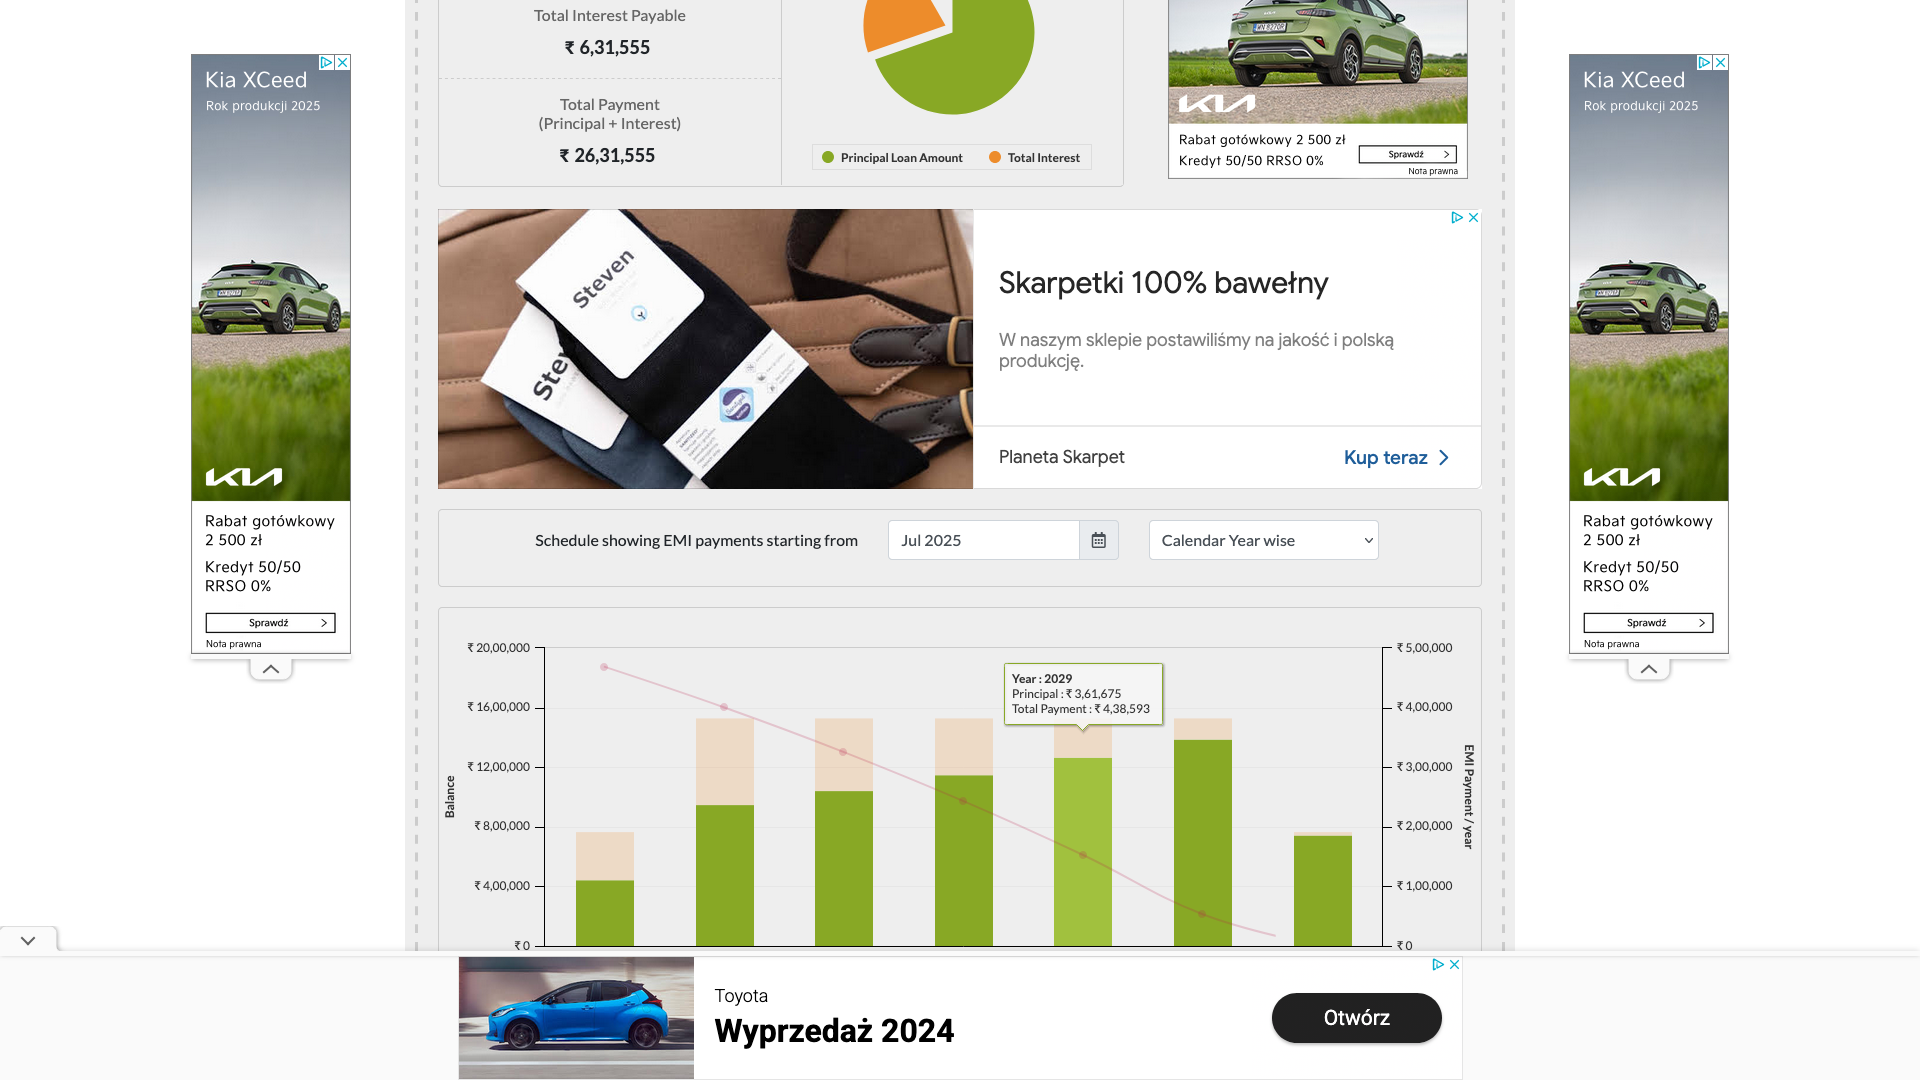 Kia XCeed
Rok produkcji 2025
Rabat gotówkowy
2 500 zł
Kredyt 50/50
RRSO 0%
Sprawdź
Nota prawna
Total Interest Payable
₹ 6,31,555
Total Payment
(Principal + Interest)
₹ 26,31,555
Principal Loan Amount
Total Interest
KIA
Rabat gotówkowy 2 500 zł
Kredyt 50/50 RRSO 0%
Sprawdź
Nota prawna
Steven
Steven
Skarpetki 100% bawełny
W naszym sklepie postawiliśmy na jakość i polską
produkcję.
Planeta Skarpet
Kup teraz
Schedule showing EMI payments starting from
Jul 2025
Calendar Year wise
Balance
₹ 20,00,000
₹ 16,00,000
₹ 12,00,000
₹ 8,00,000
₹ 4,00,000
₹ 0
Year : 2029
Principal : ₹ 3,61,675
Total Payment : ₹ 4,38,593
₹ 5,00,000
₹ 4,00,000
₹ 3,00,000
₹ 2,00,000
₹ 1,00,000
₹ 0
EMI Payment / year
Kia XCeed
Rok produkcji 2025
KIA
Rabat gotówkowy
2 500 zł
Kredyt 50/50
RRSO 0%
Sprawdź
Nota prawna
Toyota
Wyprzedaż 2024
Otwórz